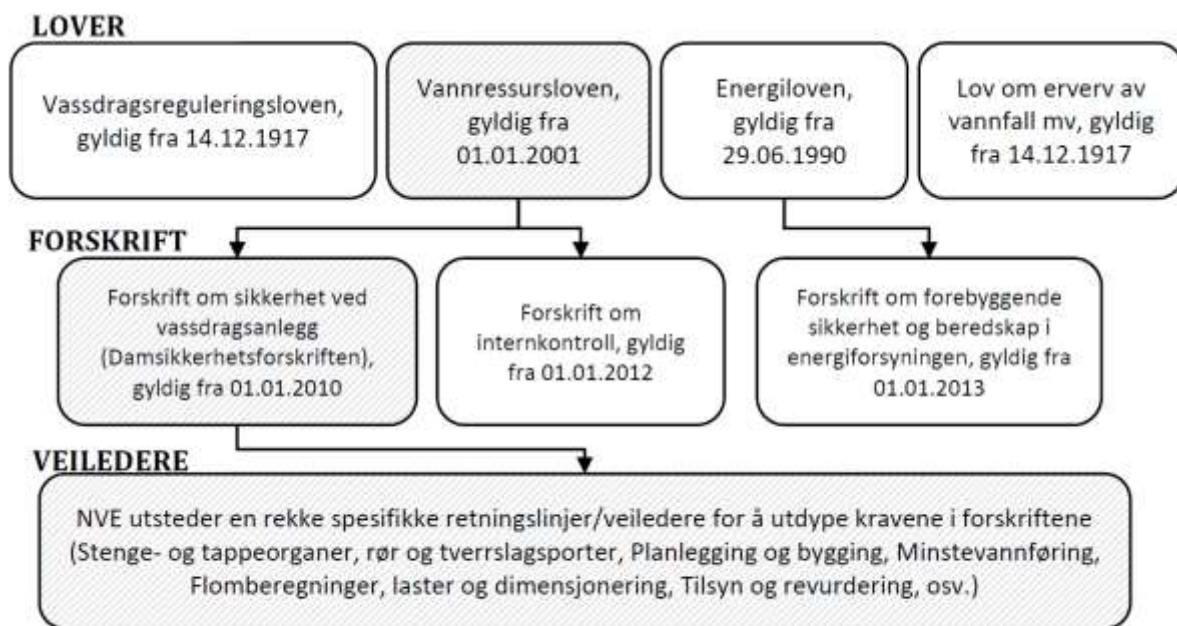 LOVER
Vassdragsreguleringsloven,
gyldig fra 14.12.1917
Vannressursloven,
gyldig fra
01.01.2001
Energiloven,
gyldig fra
29.06.1990
Lov om erverv av
vannfall mv, gyldig
fra 14.12.1917
FORSKRIFT
Forskrift om sikkerhet ved
vassdragsanlegg
(Damsikkerhetsforskriften),
gyldig fra 01.01.2010
Forskrift om
internkontroll, gyldig
fra 01.01.2012
Forskrift om forebyggende
sikkerhet og beredskap i
energiforsyningen, gyldig fra
01.01.2013
VEILEDERE
NVE utsteder en rekke spesifikke retningslinjer/veiledere for å utdype kravene i forskriftene
(Stenge- og tappeorganer, rør og tverrslagsporter, Planlegging og bygging, Minstevannføring,
Flomberegninger, laster og dimensjonering, Tilsyn og revurdering, osv.)